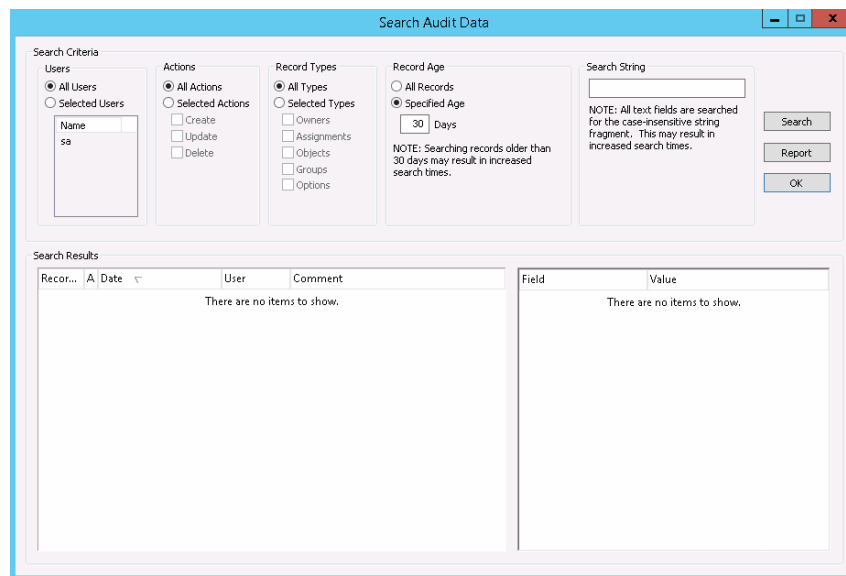 Search Audit Data
Search Criteria
Users
All Users
Selected Users
Name
sa
Actions
All Actions
Selected Actions
Create
Update
Delete
Record Types
All Types
Selected Types
Owners
Assignments
Objects
Groups
Options
Record Age
All Records
Specified Age
30 Days
NOTE: Searching records older than
30 days may result in increased
search times.
Search String
NOTE: All text fields are searched
for the case-insensitive string
fragment. This may result in
increased search times.
Search
Report
OK
Search Results
Recor... A Date User Comment
There are no items to show.
Field Value
There are no items to show.